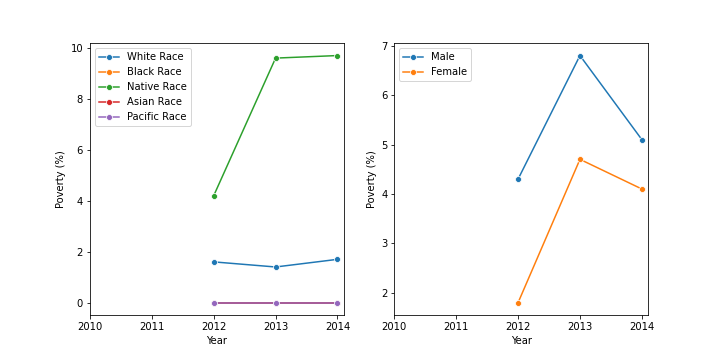 White Race
Black Race
Native Race
Asian Race
Pacific Race
10
8
6
4
2
0
Poverty (%)
2010 2011 2012 2013 2014
Year
Male
Female
7
6
5
4
3
2
Poverty (%)
2010 2011 2012 2013 2014
Year